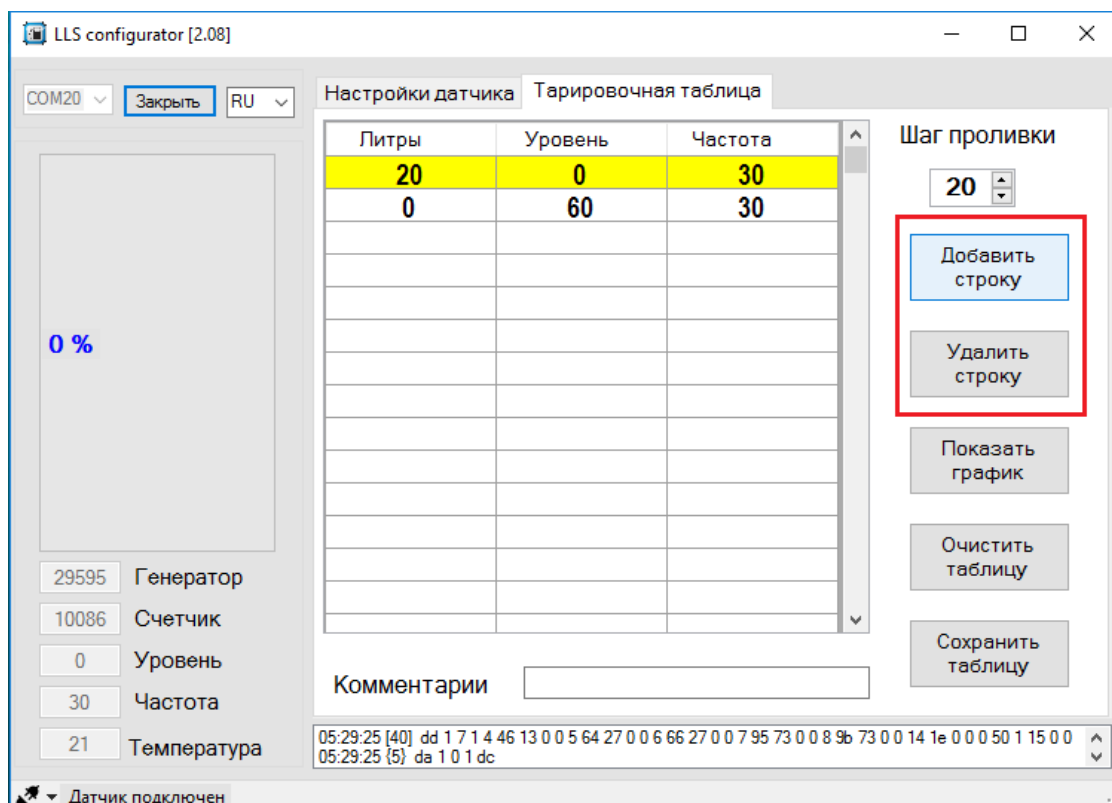 LLS configurator [2.08]
COM20 Закрыть RU
Настройки датчика Тарировочная таблица
Литры Уровень Частота
20 0 30
0 60 30
Шаг проливки
20
Добавить
строку
Удалить
строку
Показать
график
Очистить
таблицу
Сохранить
таблицу
0 %
29595 Генератор
10086 Счетчик
0 Уровень
30 Частота
21 Температура
Комментарии
05:29:25 [40] dd 1 7 1 4 46 13 0 0 5 64 27 0 0 6 66 27 0 0 7 95 73 0 0 8 9b 73 0 0 14 1e 0 0 0 50 1 15 0 0
05:29:25 {5} da 1 0 1 dc
Датчик подключен